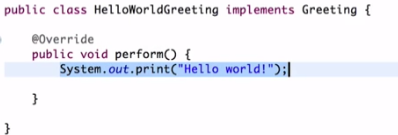 public class HelloWorldGreeting implements Greeting {
@Override
public void perform() {
System.out.print("Hello world!");
}
}